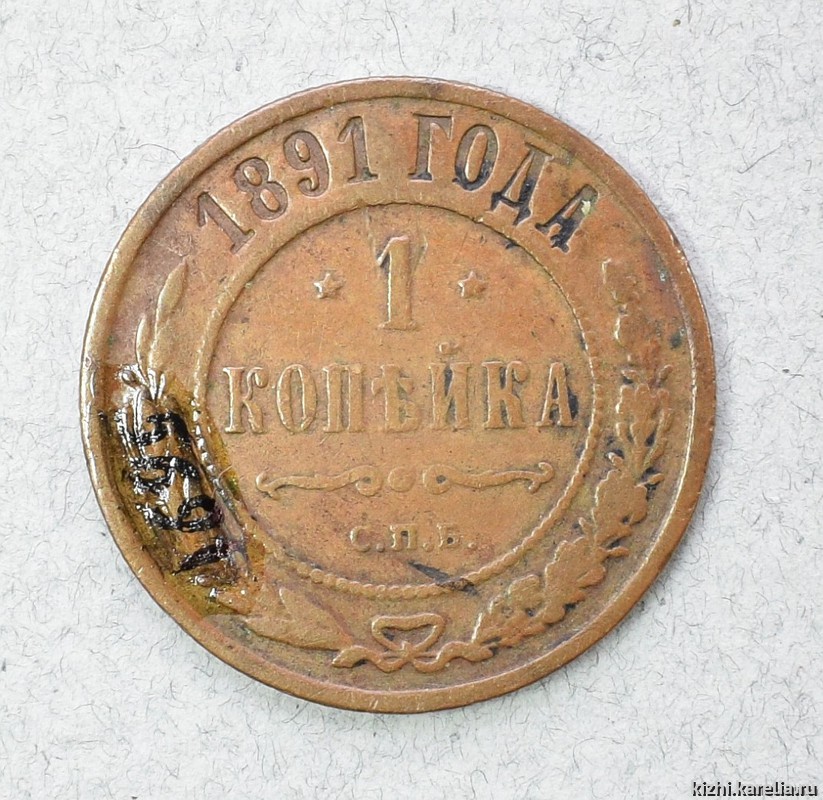 1891 ГОДА
1
КОПѢЙКА
С.П.Б.
kizhi.karelia.ru